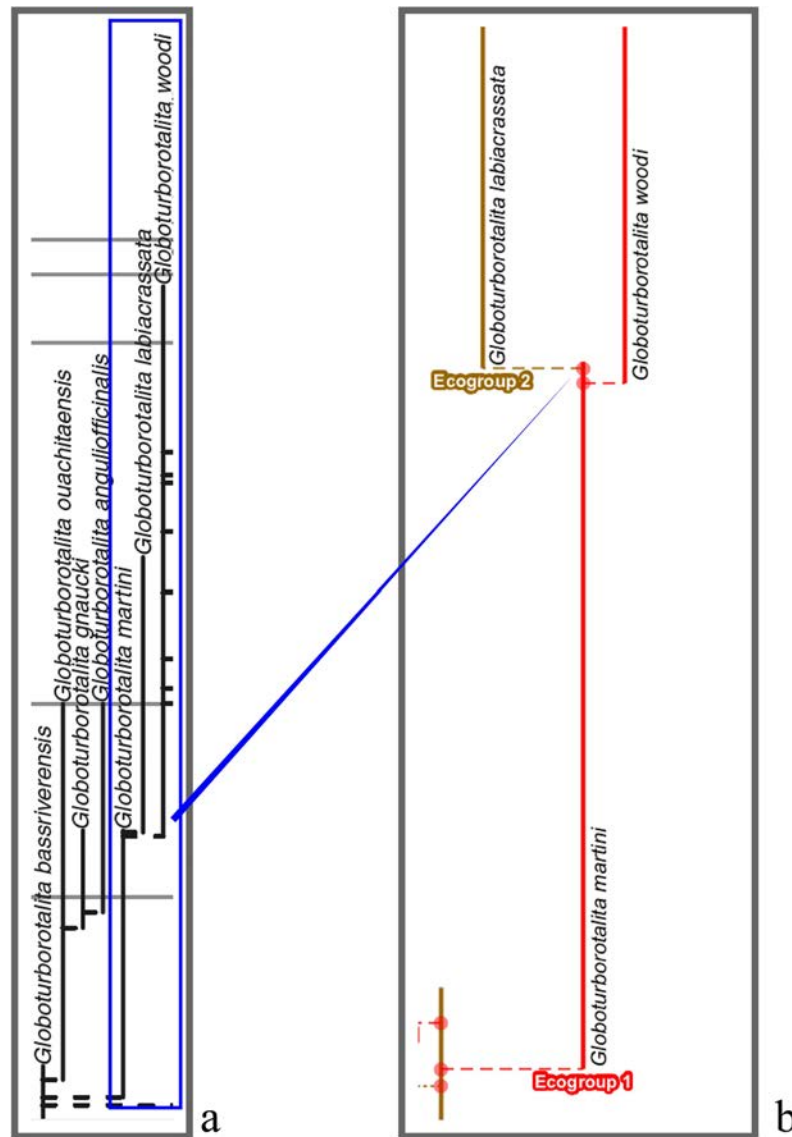 Globoturborotalita bassriverensis
Globoturborotalita ouachitaensis
Globoturborotalita gnaucki
Globoturborotalita anguliofficinalis
Globoturborotalita martini
Globoturborotalita labiacrassata
Globoturborotalita woodi
a
Globoturborotalita labiacrassata
Globoturborotalita woodi
Ecogroup 2
Globoturborotalita martini
Ecogroup 1
b